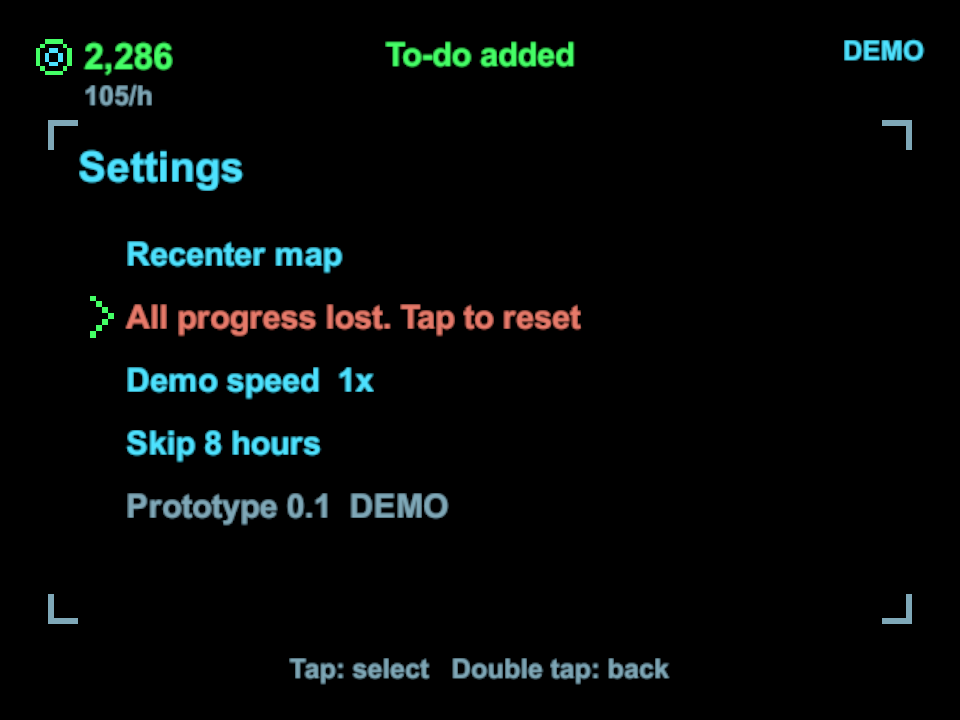 2,286
To-do added
DEMO
105/h
Settings
Recenter map
All progress lost. Tap to reset
Demo speed 1x
Skip 8 hours
Prototype 0.1 DEMO
Tap: select Double tap: back